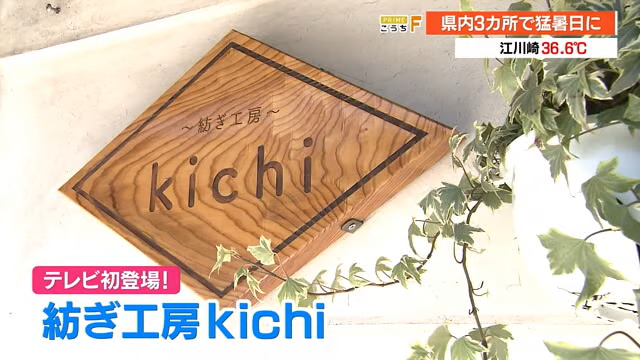 PRIME
こうち
F
県内3カ所で猛暑日に
江川崎 36.6℃
～紡ぎ工房～
kichi
テレビ初登場！
紡ぎ工房kichi